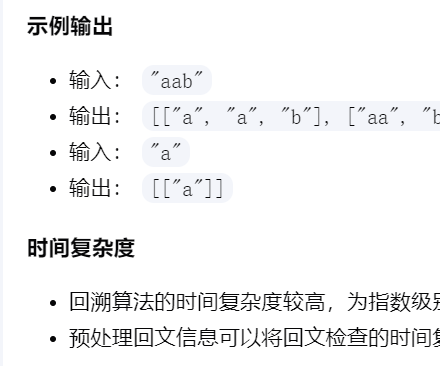 示例输出
• 输入： "aab"
• 输出： [["a", "a", "b"], ["aa", "b
• 输入： "a"
• 输出： [["a"]]
时间复杂度
• 回溯算法的时间复杂度较高，为指数级
• 预处理回文信息可以将回文检查的时间